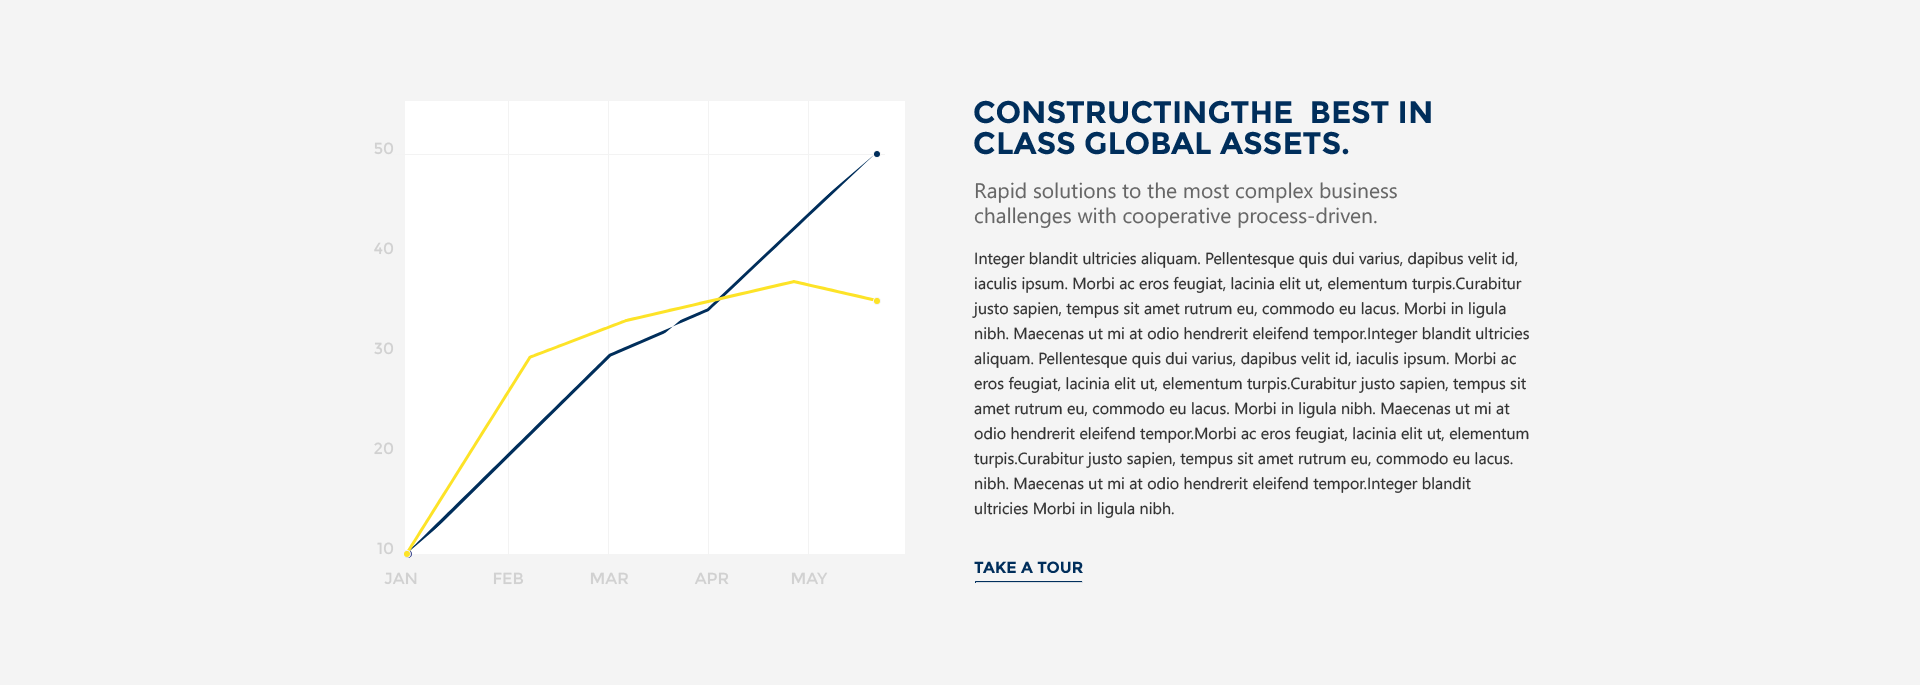 50
40
30
20
10
JAN FEB MAR APR MAY
CONSTRUCTINGTHE  BEST IN
CLASS GLOBAL ASSETS.
Rapid solutions to the most complex business
challenges with cooperative process-driven.
Integer blandit ultricies aliquam. Pellentesque quis dui varius, dapibus velit id,
iaculis ipsum. Morbi ac eros feugiat, lacinia elit ut, elementum turpis.Curabitur
justo sapien, tempus sit amet rutrum eu, commodo eu lacus. Morbi in ligula
nibh. Maecenas ut mi at odio hendrerit eleifend tempor.Integer blandit ultricies
aliquam. Pellentesque quis dui varius, dapibus velit id, iaculis ipsum. Morbi ac
eros feugiat, lacinia elit ut, elementum turpis.Curabitur justo sapien, tempus sit
amet rutrum eu, commodo eu lacus. Morbi in ligula nibh. Maecenas ut mi at
odio hendrerit eleifend tempor.Morbi ac eros feugiat, lacinia elit ut, elementum
turpis.Curabitur justo sapien, tempus sit amet rutrum eu, commodo eu lacus.
nibh. Maecenas ut mi at odio hendrerit eleifend tempor.Integer blandit
ultricies Morbi in ligula nibh.
TAKE A TOUR